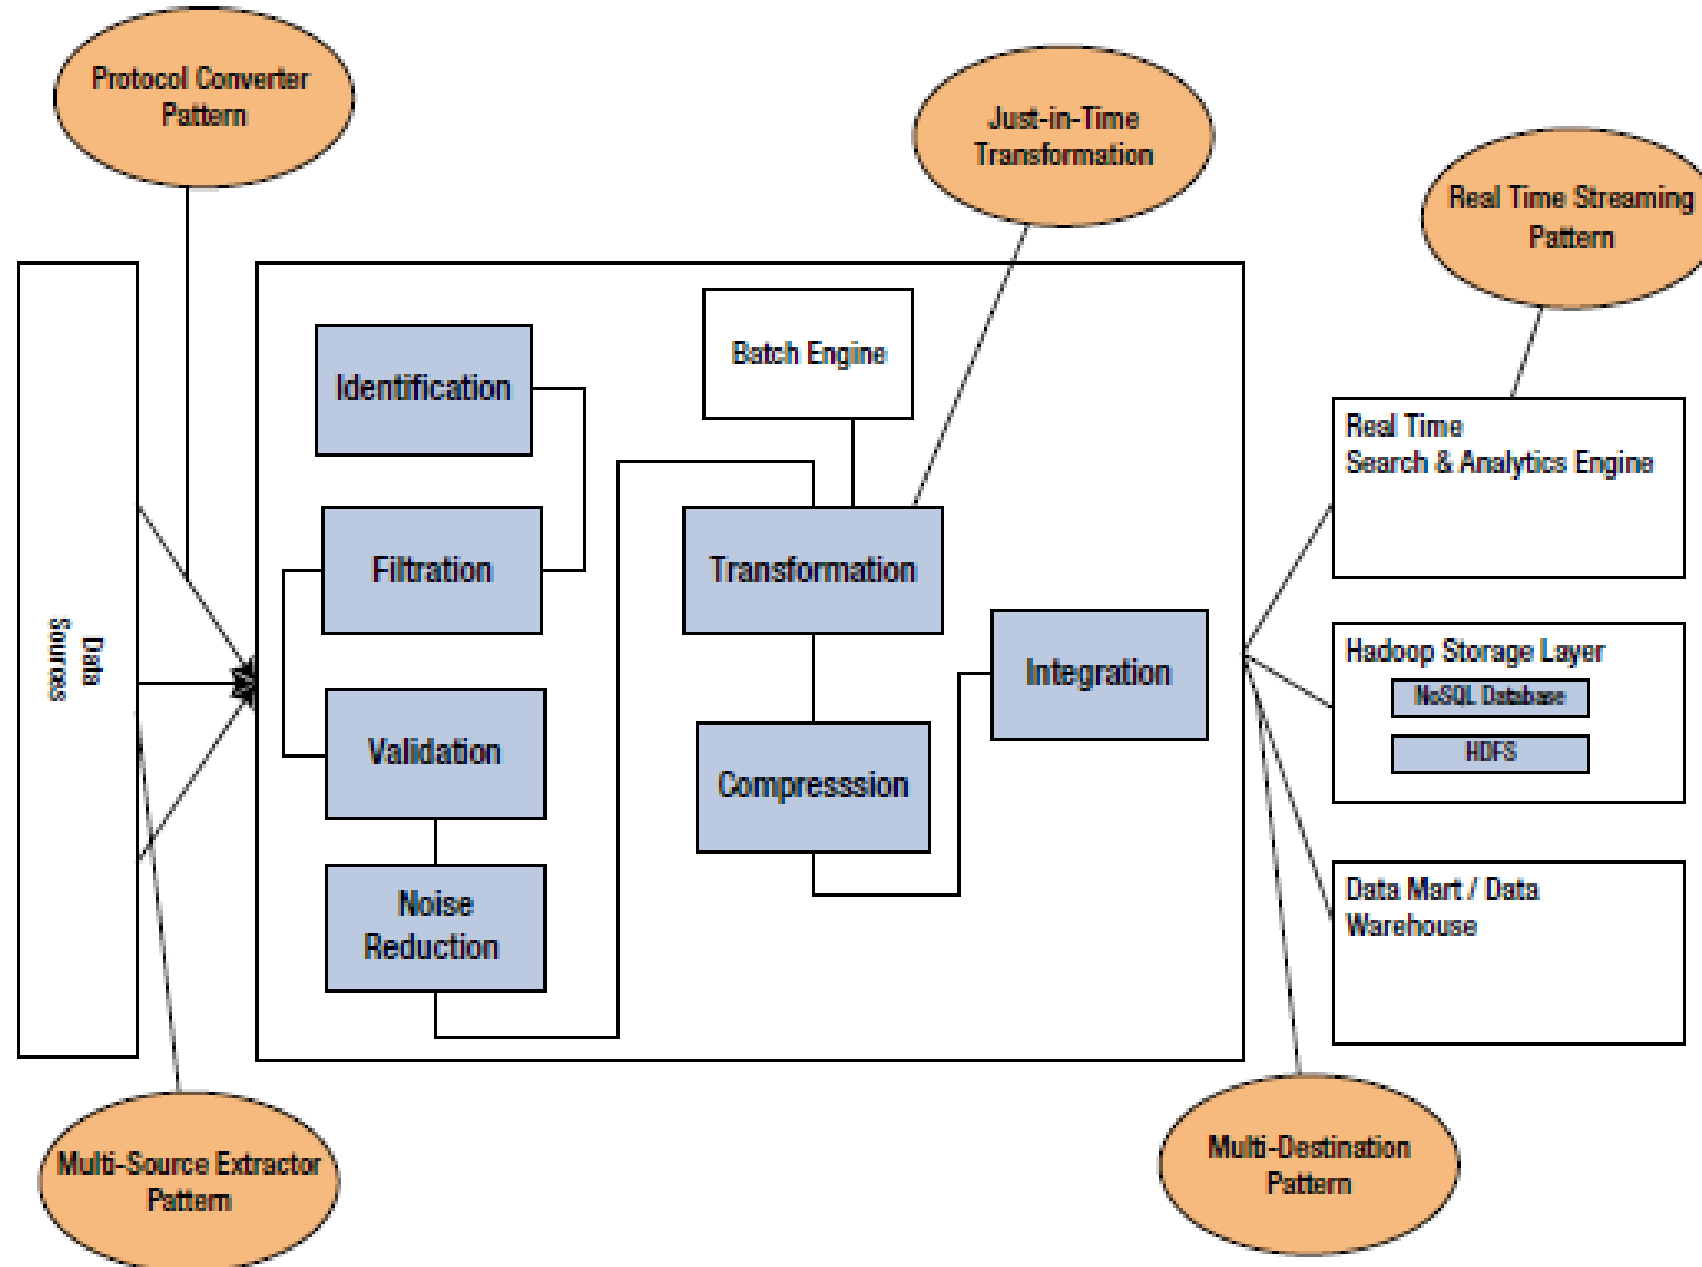 Protocol Converter
Pattern
Just-in-Time
Transformation
Real Time Streaming
Pattern
Data
Sources
Identification
Filtration
Validation
Noise
Reduction
Batch Engine
Transformation
Compresssion
Integration
Real Time
Search & Analytics Engine
Hadoop Storage Layer
NoSQL Database
HDFS
Data Mart / Data
Warehouse
Multi-Source Extractor
Pattern
Multi-Destination
Pattern